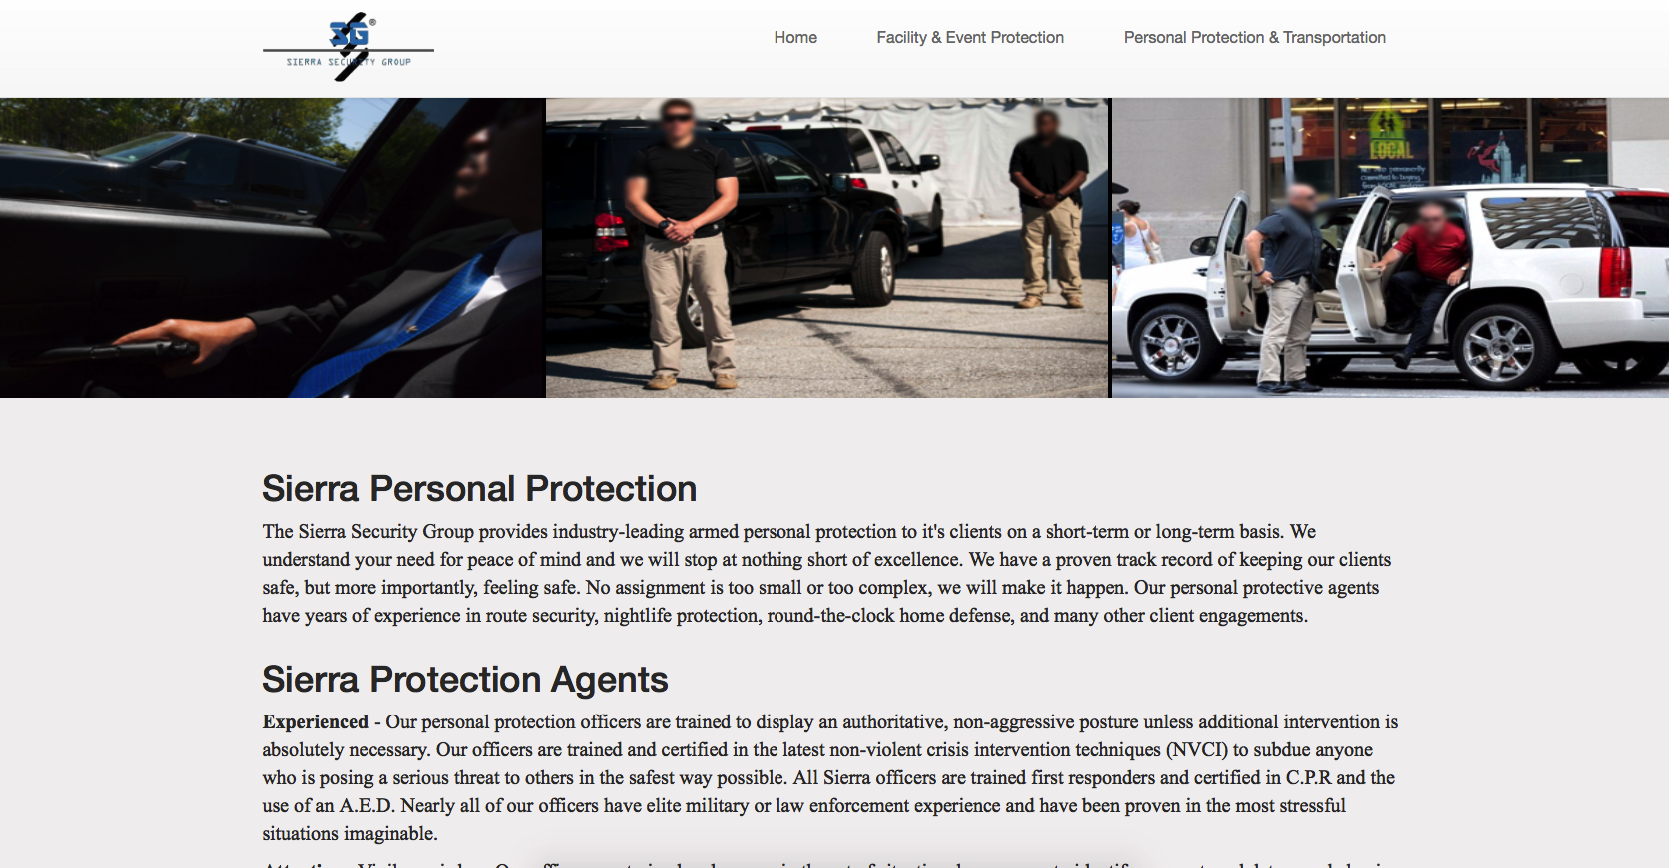 SG®
SIERRA SECURITY GROUP
Home
Facility & Event Protection
Personal Protection & Transportation
LOCAL
Sierra Personal Protection
The Sierra Security Group provides industry-leading armed personal protection to it's clients on a short-term or long-term basis. We
understand your need for peace of mind and we will stop at nothing short of excellence. We have a proven track record of keeping our clients
safe, but more importantly, feeling safe. No assignment is too small or too complex, we will make it happen. Our personal protective agents
have years of experience in route security, nightlife protection, round-the-clock home defense, and many other client engagements.
Sierra Protection Agents
Experienced - Our personal protection officers are trained to display an authoritative, non-aggressive posture unless additional intervention is
absolutely necessary. Our officers are trained and certified in the latest non-violent crisis intervention techniques (NVCI) to subdue anyone
who is posing a serious threat to others in the safest way possible. All Sierra officers are trained first responders and certified in C.P.R and the
use of an A.E.D. Nearly all of our officers have elite military or law enforcement experience and have been proven in the most stressful
situations imaginable.